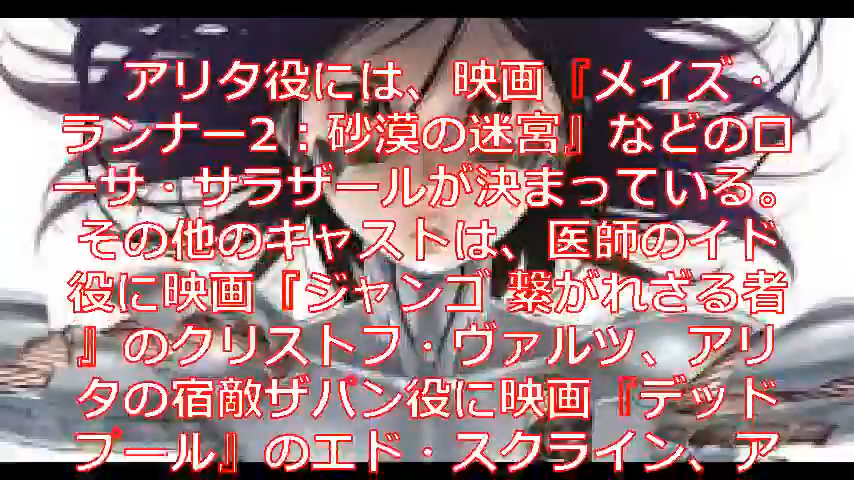 アリタ役には、映画『メイズ・
ランナー2：砂漠の迷宮』などのロ
ーサ・サラザールが決まっている。
その他のキャストは、医師のイド
役に映画『ジャンゴ 繋がれざる者
』のクリストフ・ヴァルツ、アリ
タの宿敵ザパン役に映画『デッド
プール』のエド・スクライン、ア